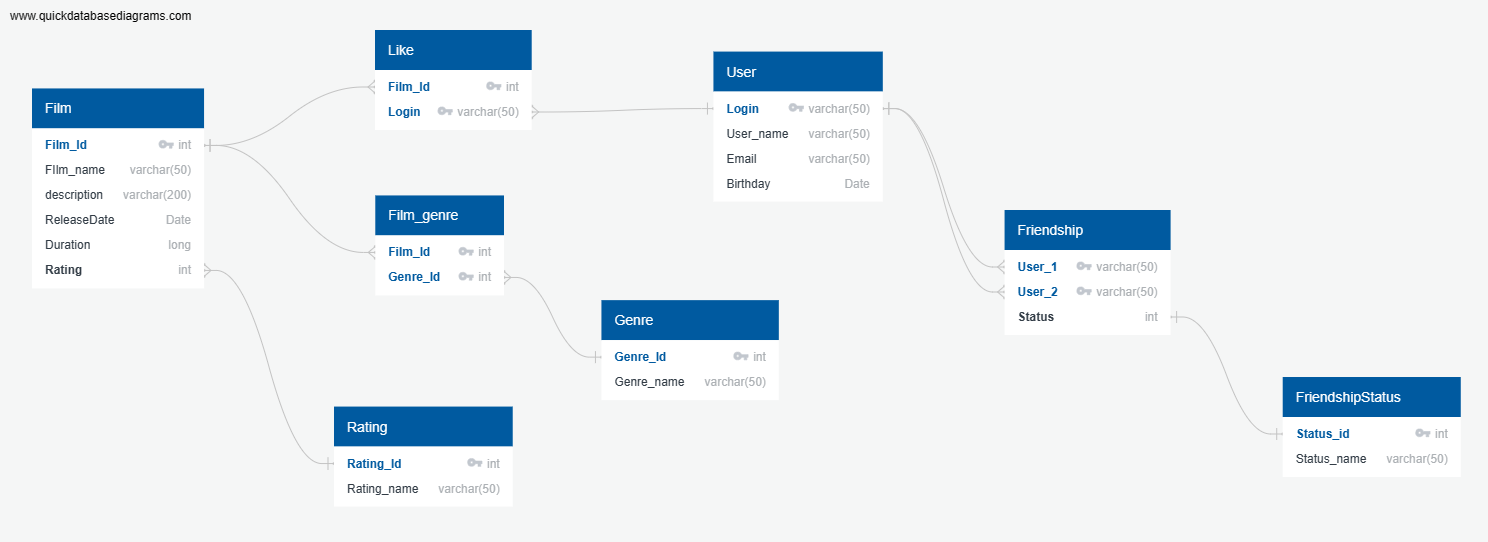 www.quickdatabasediagrams.com
Film
Film_Id int
FIlm_name varchar(50)
description varchar(200)
ReleaseDate Date
Duration long
Rating int
Like
Film_Id int
Login varchar(50)
Film_genre
Film_Id int
Genre_Id int
User
Login varchar(50)
User_name varchar(50)
Email varchar(50)
Birthday Date
Genre
Genre_Id int
Genre_name varchar(50)
Rating
Rating_Id int
Rating_name varchar(50)
Friendship
User_1 varchar(50)
User_2 varchar(50)
Status int
FriendshipStatus
Status_id int
Status_name varchar(50)